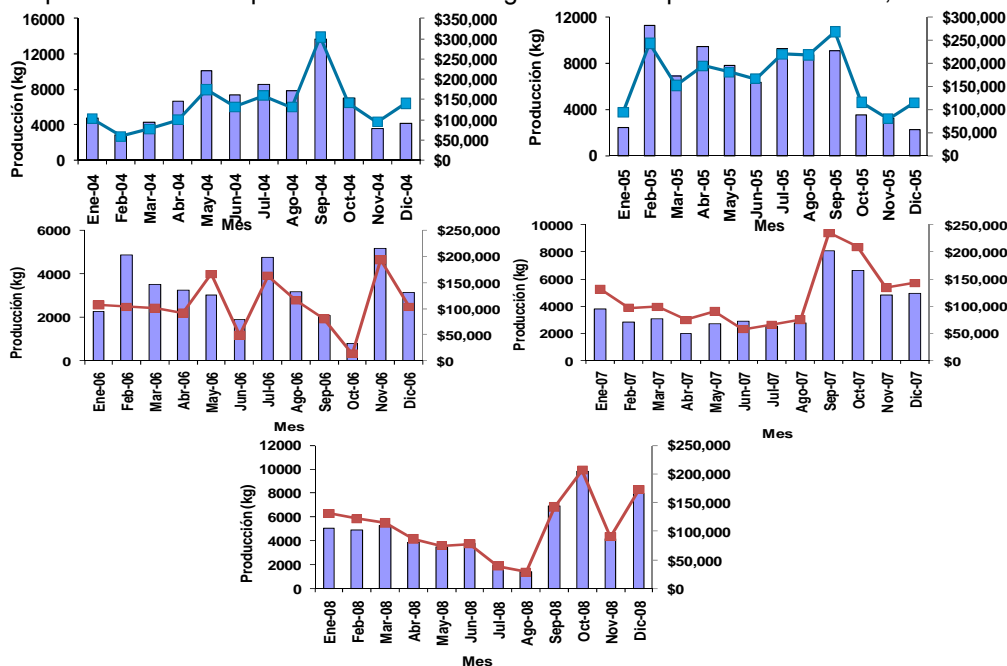 16000
12000
8000
4000
0
Producción (kg)
$350,000
$300,000
$250,000
$200,000
$150,000
$100,000
$50,000
$0
Ene-04
Feb-04
Mar-04
Abr-04
May-04
Jun-04
Jul-04
Ago-04
Sep-04
Oct-04
Nov-04
Dic-04
Mes
12000
8000
4000
0
Producción (kg)
$300,000
$250,000
$200,000
$150,000
$100,000
$50,000
$0
Ene-05
Feb-05
Mar-05
Abr-05
May-05
Jun-05
Jul-05
Ago-05
Sep-05
Oct-05
Nov-05
Dic-05
Mes
6000
4000
2000
0
Producción (kg)
$250,000
$200,000
$150,000
$100,000
$50,000
$0
Ene-06
Feb-06
Mar-06
Abr-06
May-06
Jun-06
Jul-06
Ago-06
Sep-06
Oct-06
Nov-06
Dic-06
Mes
10000
8000
6000
4000
2000
0
Producción (kg)
$250,000
$200,000
$150,000
$100,000
$50,000
$0
Ene-07
Feb-07
Mar-07
Abr-07
May-07
Jun-07
Jul-07
Ago-07
Sep-07
Oct-07
Nov-07
Dic-07
Mes
12000
10000
8000
6000
4000
2000
0
Producción (kg)
$250,000
$200,000
$150,000
$100,000
$50,000
$0
Ene-08
Feb-08
Mar-08
Abr-08
May-08
Jun-08
Jul-08
Ago-08
Sep-08
Oct-08
Nov-08
Dic-08
Mes